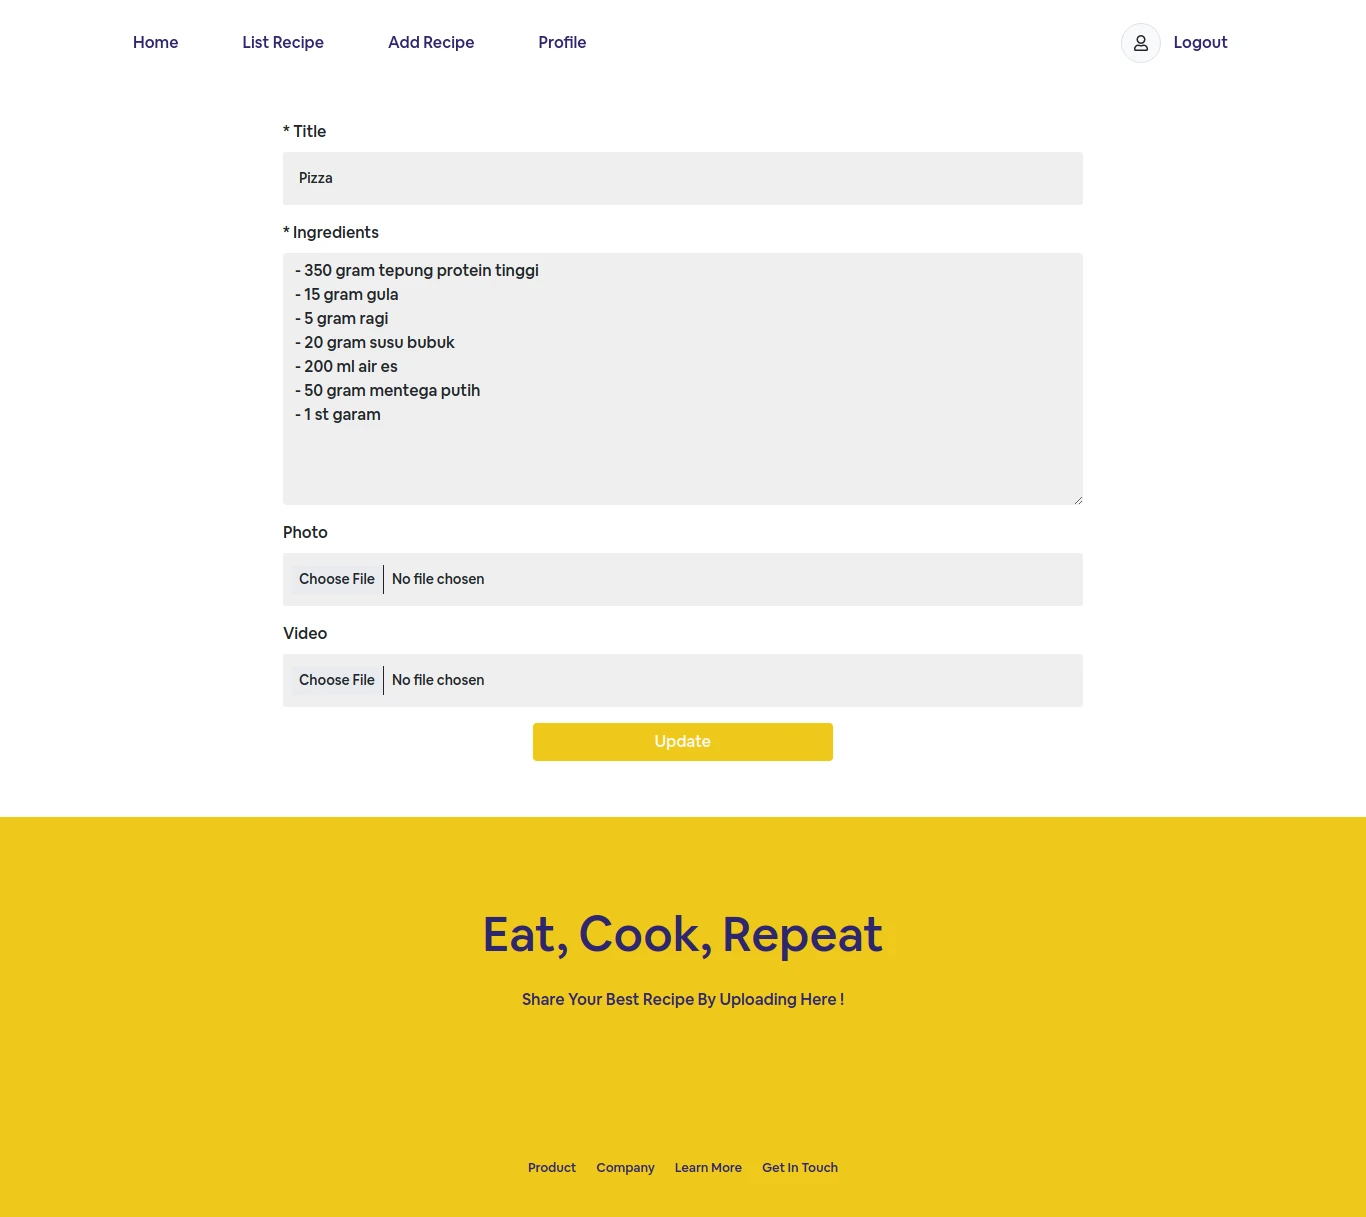 Home List Recipe Add Recipe Profile Logout
* Title
Pizza
* Ingredients
- 350 gram tepung protein tinggi
- 15 gram gula
- 5 gram ragi
- 20 gram susu bubuk
- 200 ml air es
- 50 gram mentega putih
- 1 st garam
Photo
Choose File No file chosen
Video
Choose File No file chosen
Update
Eat, Cook, Repeat
Share Your Best Recipe By Uploading Here !
Product Company Learn More Get In Touch